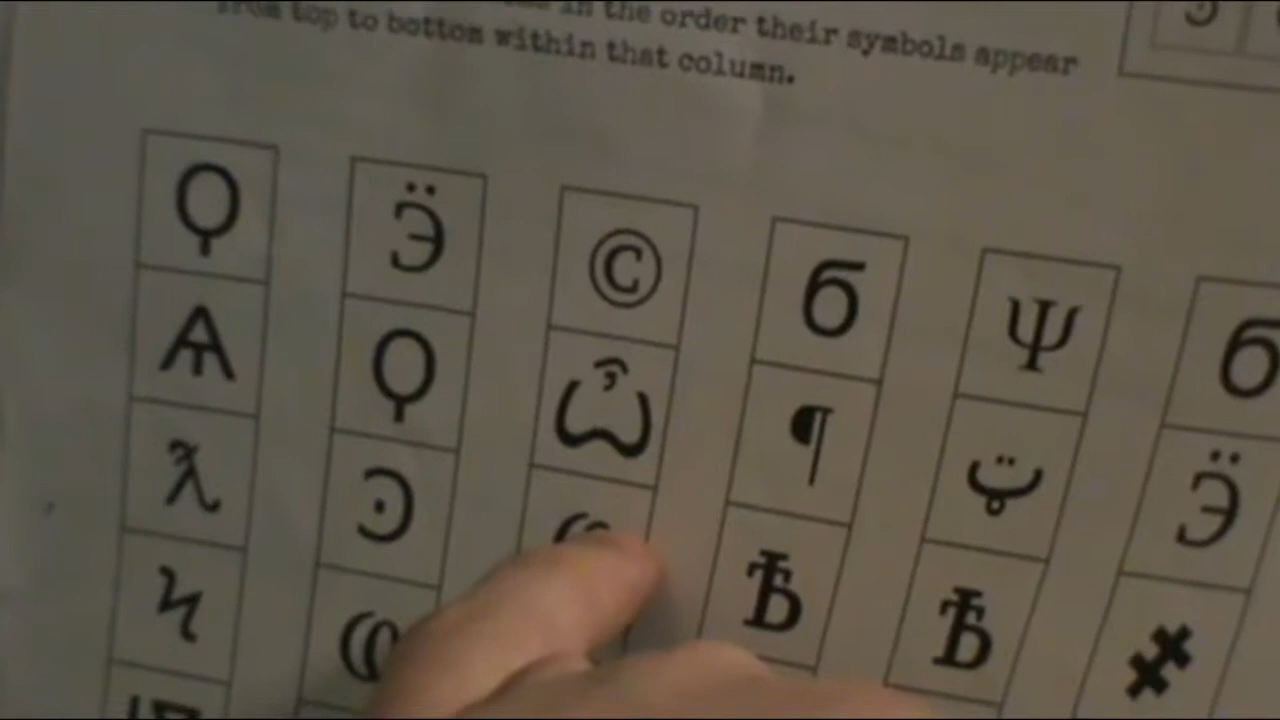 in the order their symbols appear
from top to bottom within that column.
Ϙ Ӭ © б Ψ б
Ѧ Ϙ Ѽ ¶ ټ Ӭ
ƛ Ͽ Ѣ Ѣ ҂
Ϟ Ҩ